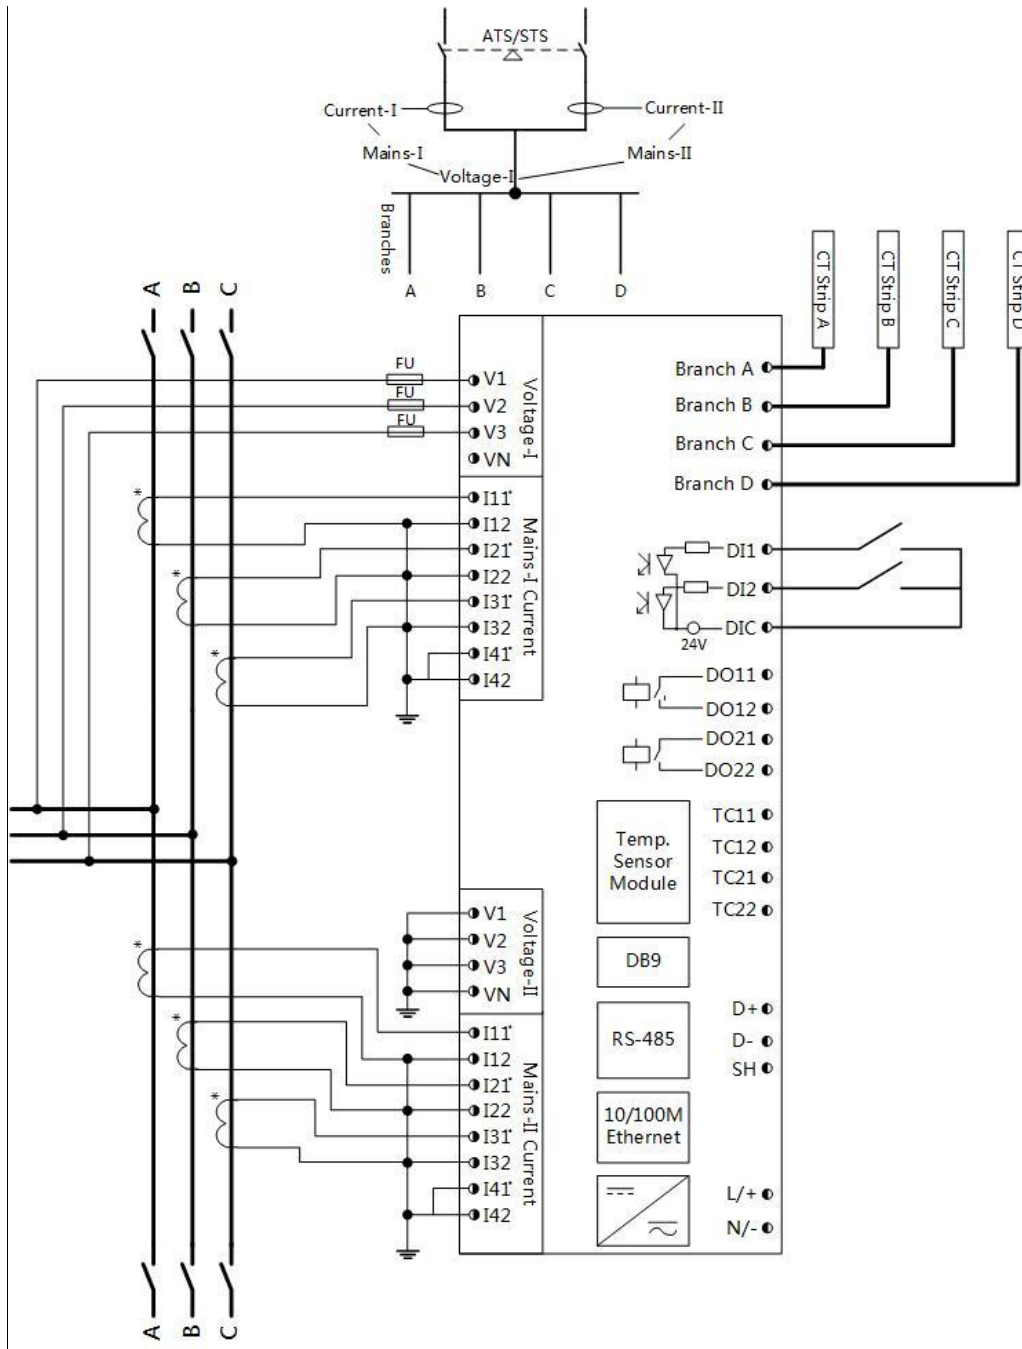 ATS/STS
Current-I
Current-II
Mains-I
Mains-II
Voltage-I
Branches
A
B
C
D
CT Strip A
CT Strip B
CT Strip C
CT Strip D
A
B
C
FU
FU
FU
V1
V2
V3
VN
Voltage-I
I11*
I12
I21*
I22
I31*
I32
I41*
I42
Mains-I Current
Branch A
Branch B
Branch C
Branch D
DI1
DI2
DIC
24V
DO11
DO12
DO21
DO22
Temp.
Sensor
Module
TC11
TC12
TC21
TC22
*
*
*
V1
V2
V3
VN
Voltage-II
DB9
RS-485
D+
D-
SH
I11*
I12
I21*
I22
I31*
I32
I41*
I42
Mains-II Current
10/100M
Ethernet
L/+
N/-
*
*
*
A
B
C